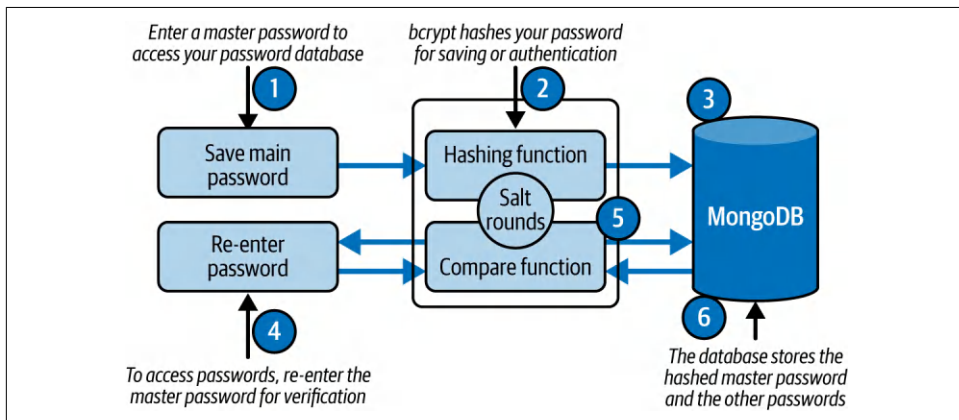 Enter a master password to
access your password database
bcrypt hashes your password
for saving or authentication
1
2
3
Save main
password
Hashing function
Salt
rounds
MongoDB
5
Re-enter
password
Compare function
4
6
To access passwords, re-enter the
master password for verification
The database stores the
hashed master password
and the other passwords